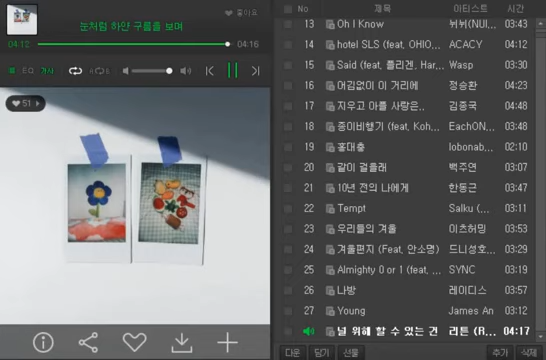 좋아요
눈처럼 하얀 구름을 보며
04:12
04:16
EQ 가사
51
No 제목 아티스트 시간
13 Oh I Know 뷔뷔(NUI,... 03:43
14 hotel SLS (feat, OHIO,... ACACY 04:12
15 Said (feat, 릴리겐, Har... Wasp 03:30
16 어김없이 이 거리에 정승환 04:23
17 지우고 아플 사랑은,, 김종국 04:48
18 종이비행기 (feat, Koh... EachON,... 03:48
19 홀대출 lobonab... 02:10
20 같이 걸을래 백주연 03:07
21 10년 전의 나에게 한동근 03:47
22 Tempt Salku (... 03:11
23 우리들의 겨울 이츠허밍 03:53
24 겨울편지 (Feat, 안소명) 드니성호... 03:29
25 Almighty 0 or 1 (feat, ... SYNC 03:19
26 나방 레이디스 03:57
27 Young James An 03:12
널 위해 할 수 있는 건 리튼 (R... 04:17
다운 담기 선물 추가 삭제